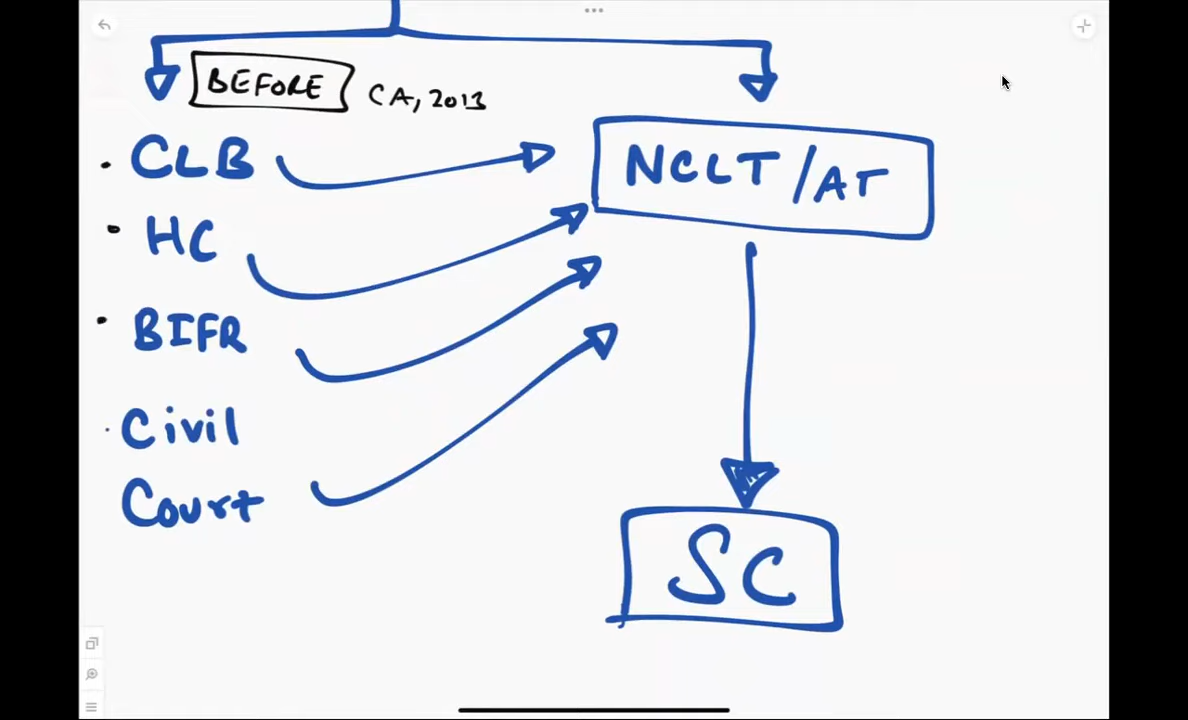 BEFORE CA, 2013
• CLB
NCLT/AT
• HC
• BIFR
• Civil
Court
SC